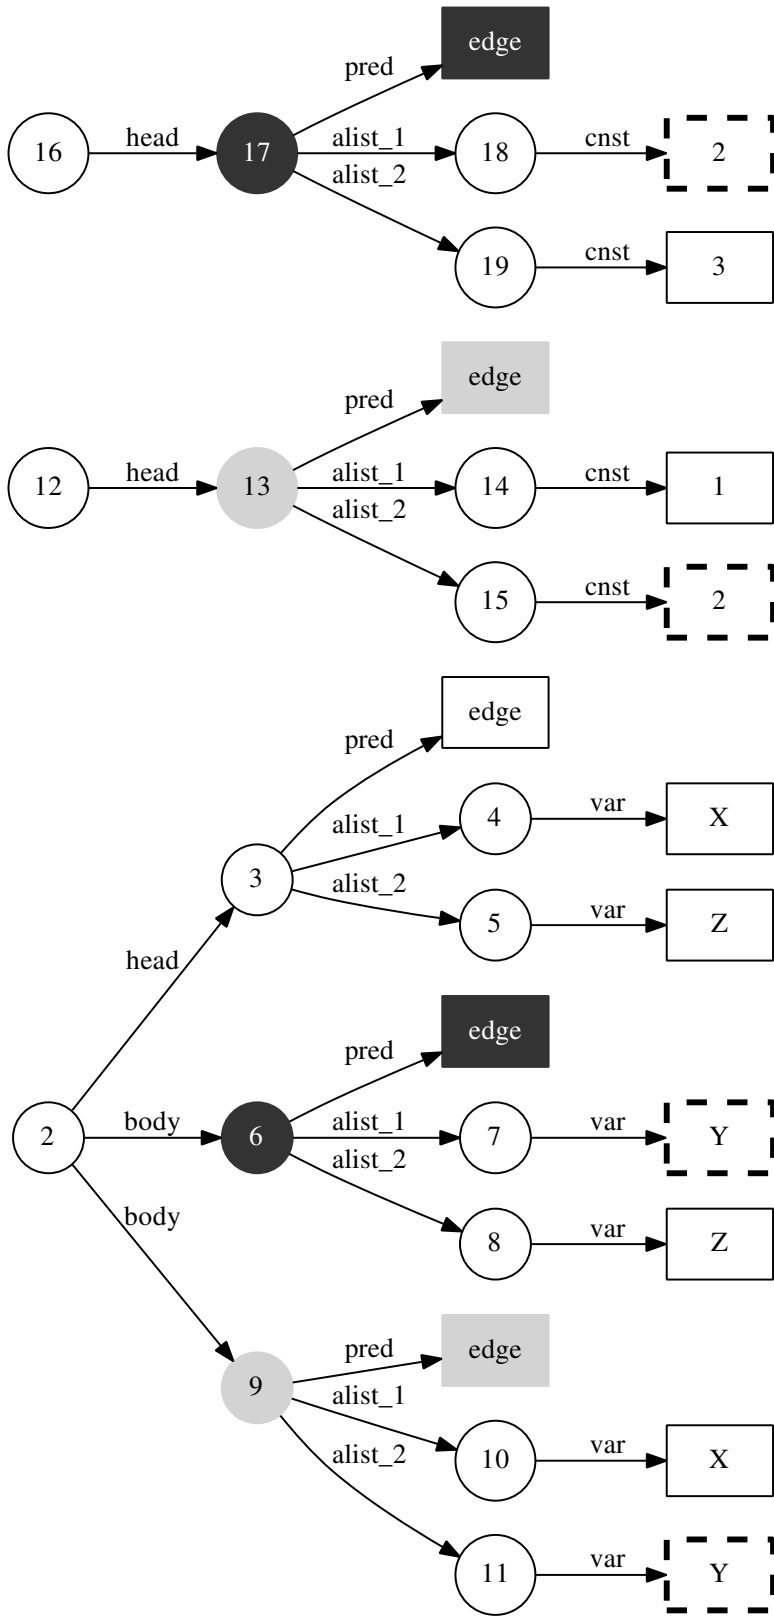 edge
pred
16 head 17 alist_1 18 cnst 2
alist_2
19 cnst 3
edge
pred
12 head 13 alist_1 14 cnst 1
alist_2
15 cnst 2
edge
pred
alist_1 4 var X
3
alist_2 5 var Z
head
edge
pred
2 body 6 alist_1 7 var Y
alist_2
body 8 var Z
edge
pred
9
alist_1
10 var X
alist_2
11 var Y